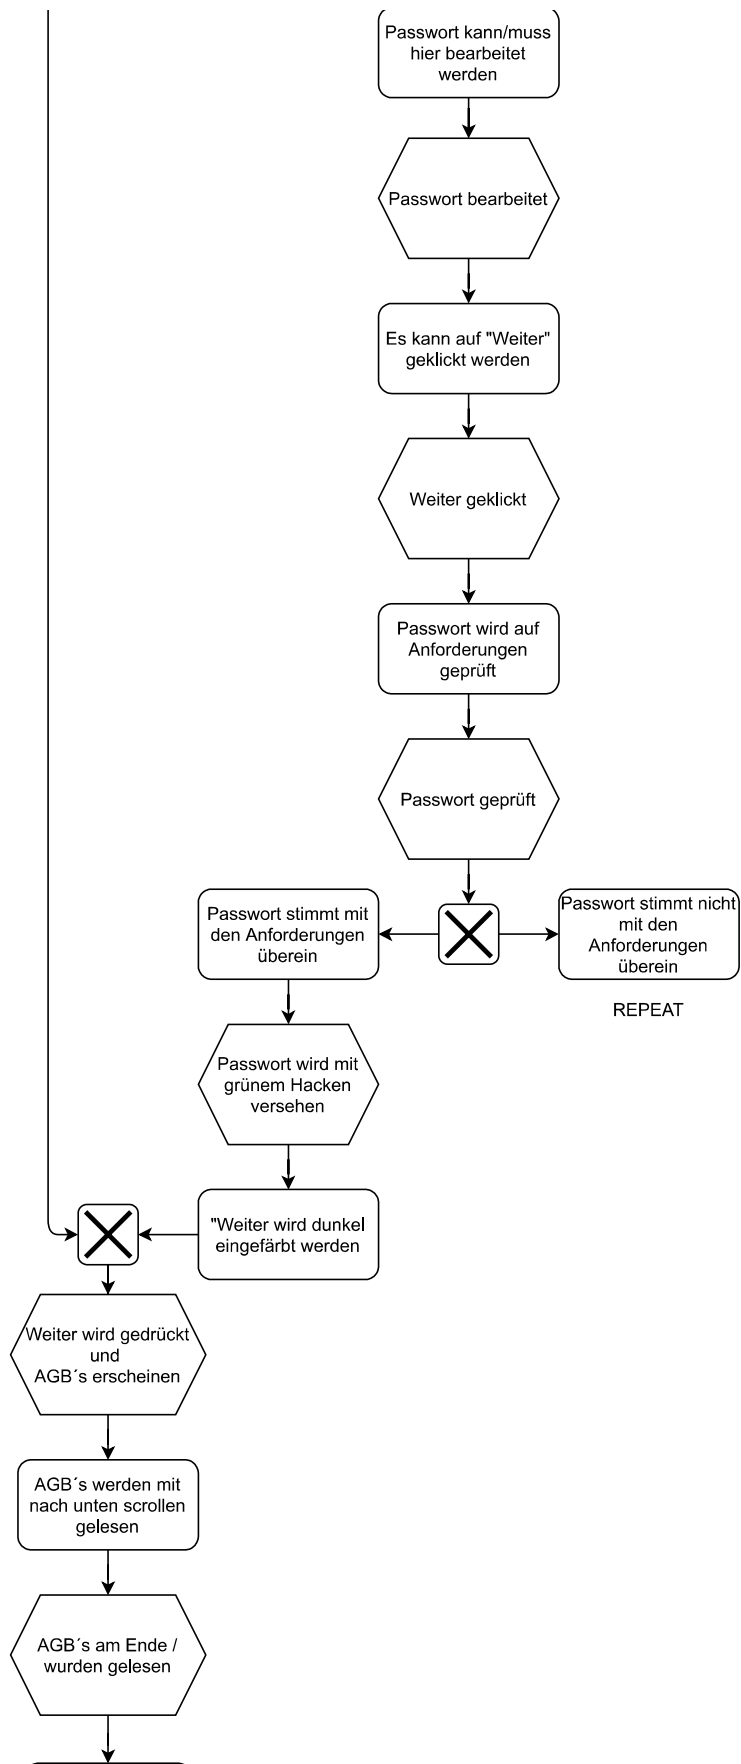 Passwort kann/muss
hier bearbeitet
werden
Passwort bearbeitet
Es kann auf "Weiter"
geklickt werden
Weiter geklickt
Passwort wird auf
Anforderungen
geprüft
Passwort geprüft
Passwort stimmt mit
den Anforderungen
überein
Passwort stimmt nicht
mit den
Anforderungen
überein
REPEAT
Passwort wird mit
grünem Hacken
versehen
"Weiter wird dunkel
eingefärbt werden
Weiter wird gedrückt
und
AGB´s erscheinen
AGB´s werden mit
nach unten scrollen
gelesen
AGB´s am Ende /
wurden gelesen